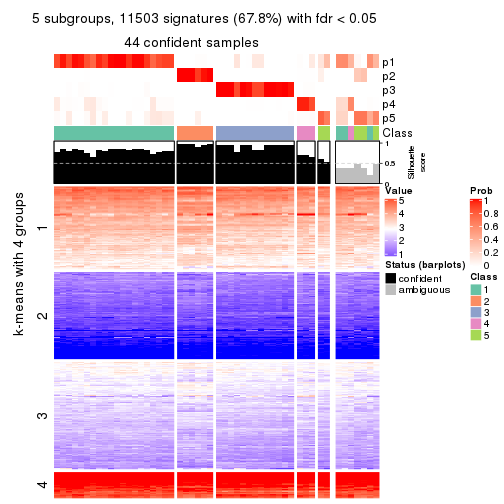 5 subgroups, 11503 signatures (67.8%) with fdr < 0.05
44 confident samples
p1
p2
p3
p4
p5
Class
1
0.5
0
Silhouette
score
k-means with 4 groups
1
2
3
4
Value
5
4
3
2
1
Status (barplots)
confident
ambiguous
Prob
1
0.8
0.6
0.4
0.2
0
Class
1
2
3
4
5